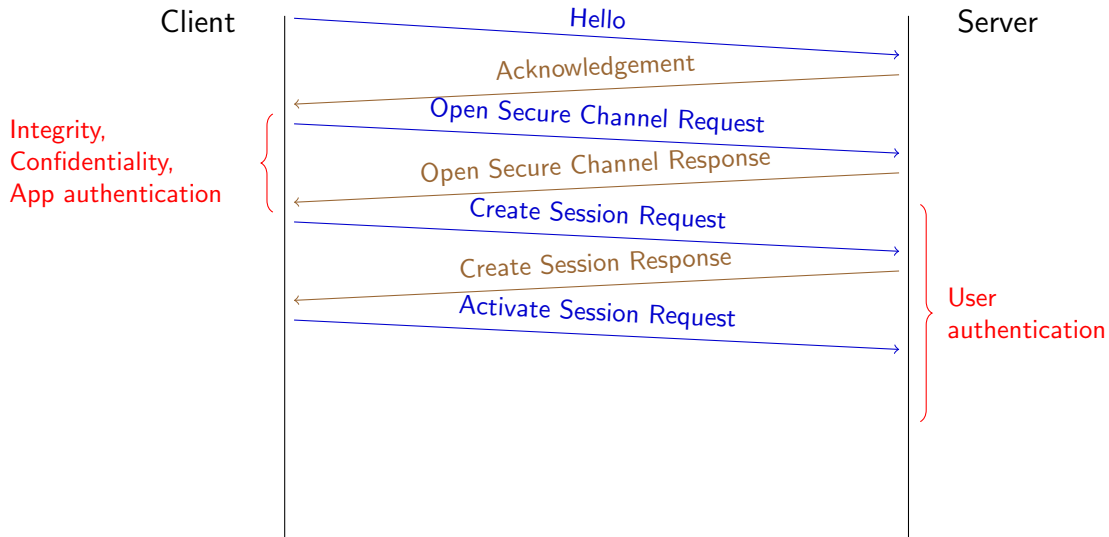 Client
Server
Hello
Acknowledgement
Open Secure Channel Request
Integrity,
Confidentiality,
App authentication
Open Secure Channel Response
Create Session Request
Create Session Response
Activate Session Request
User
authentication